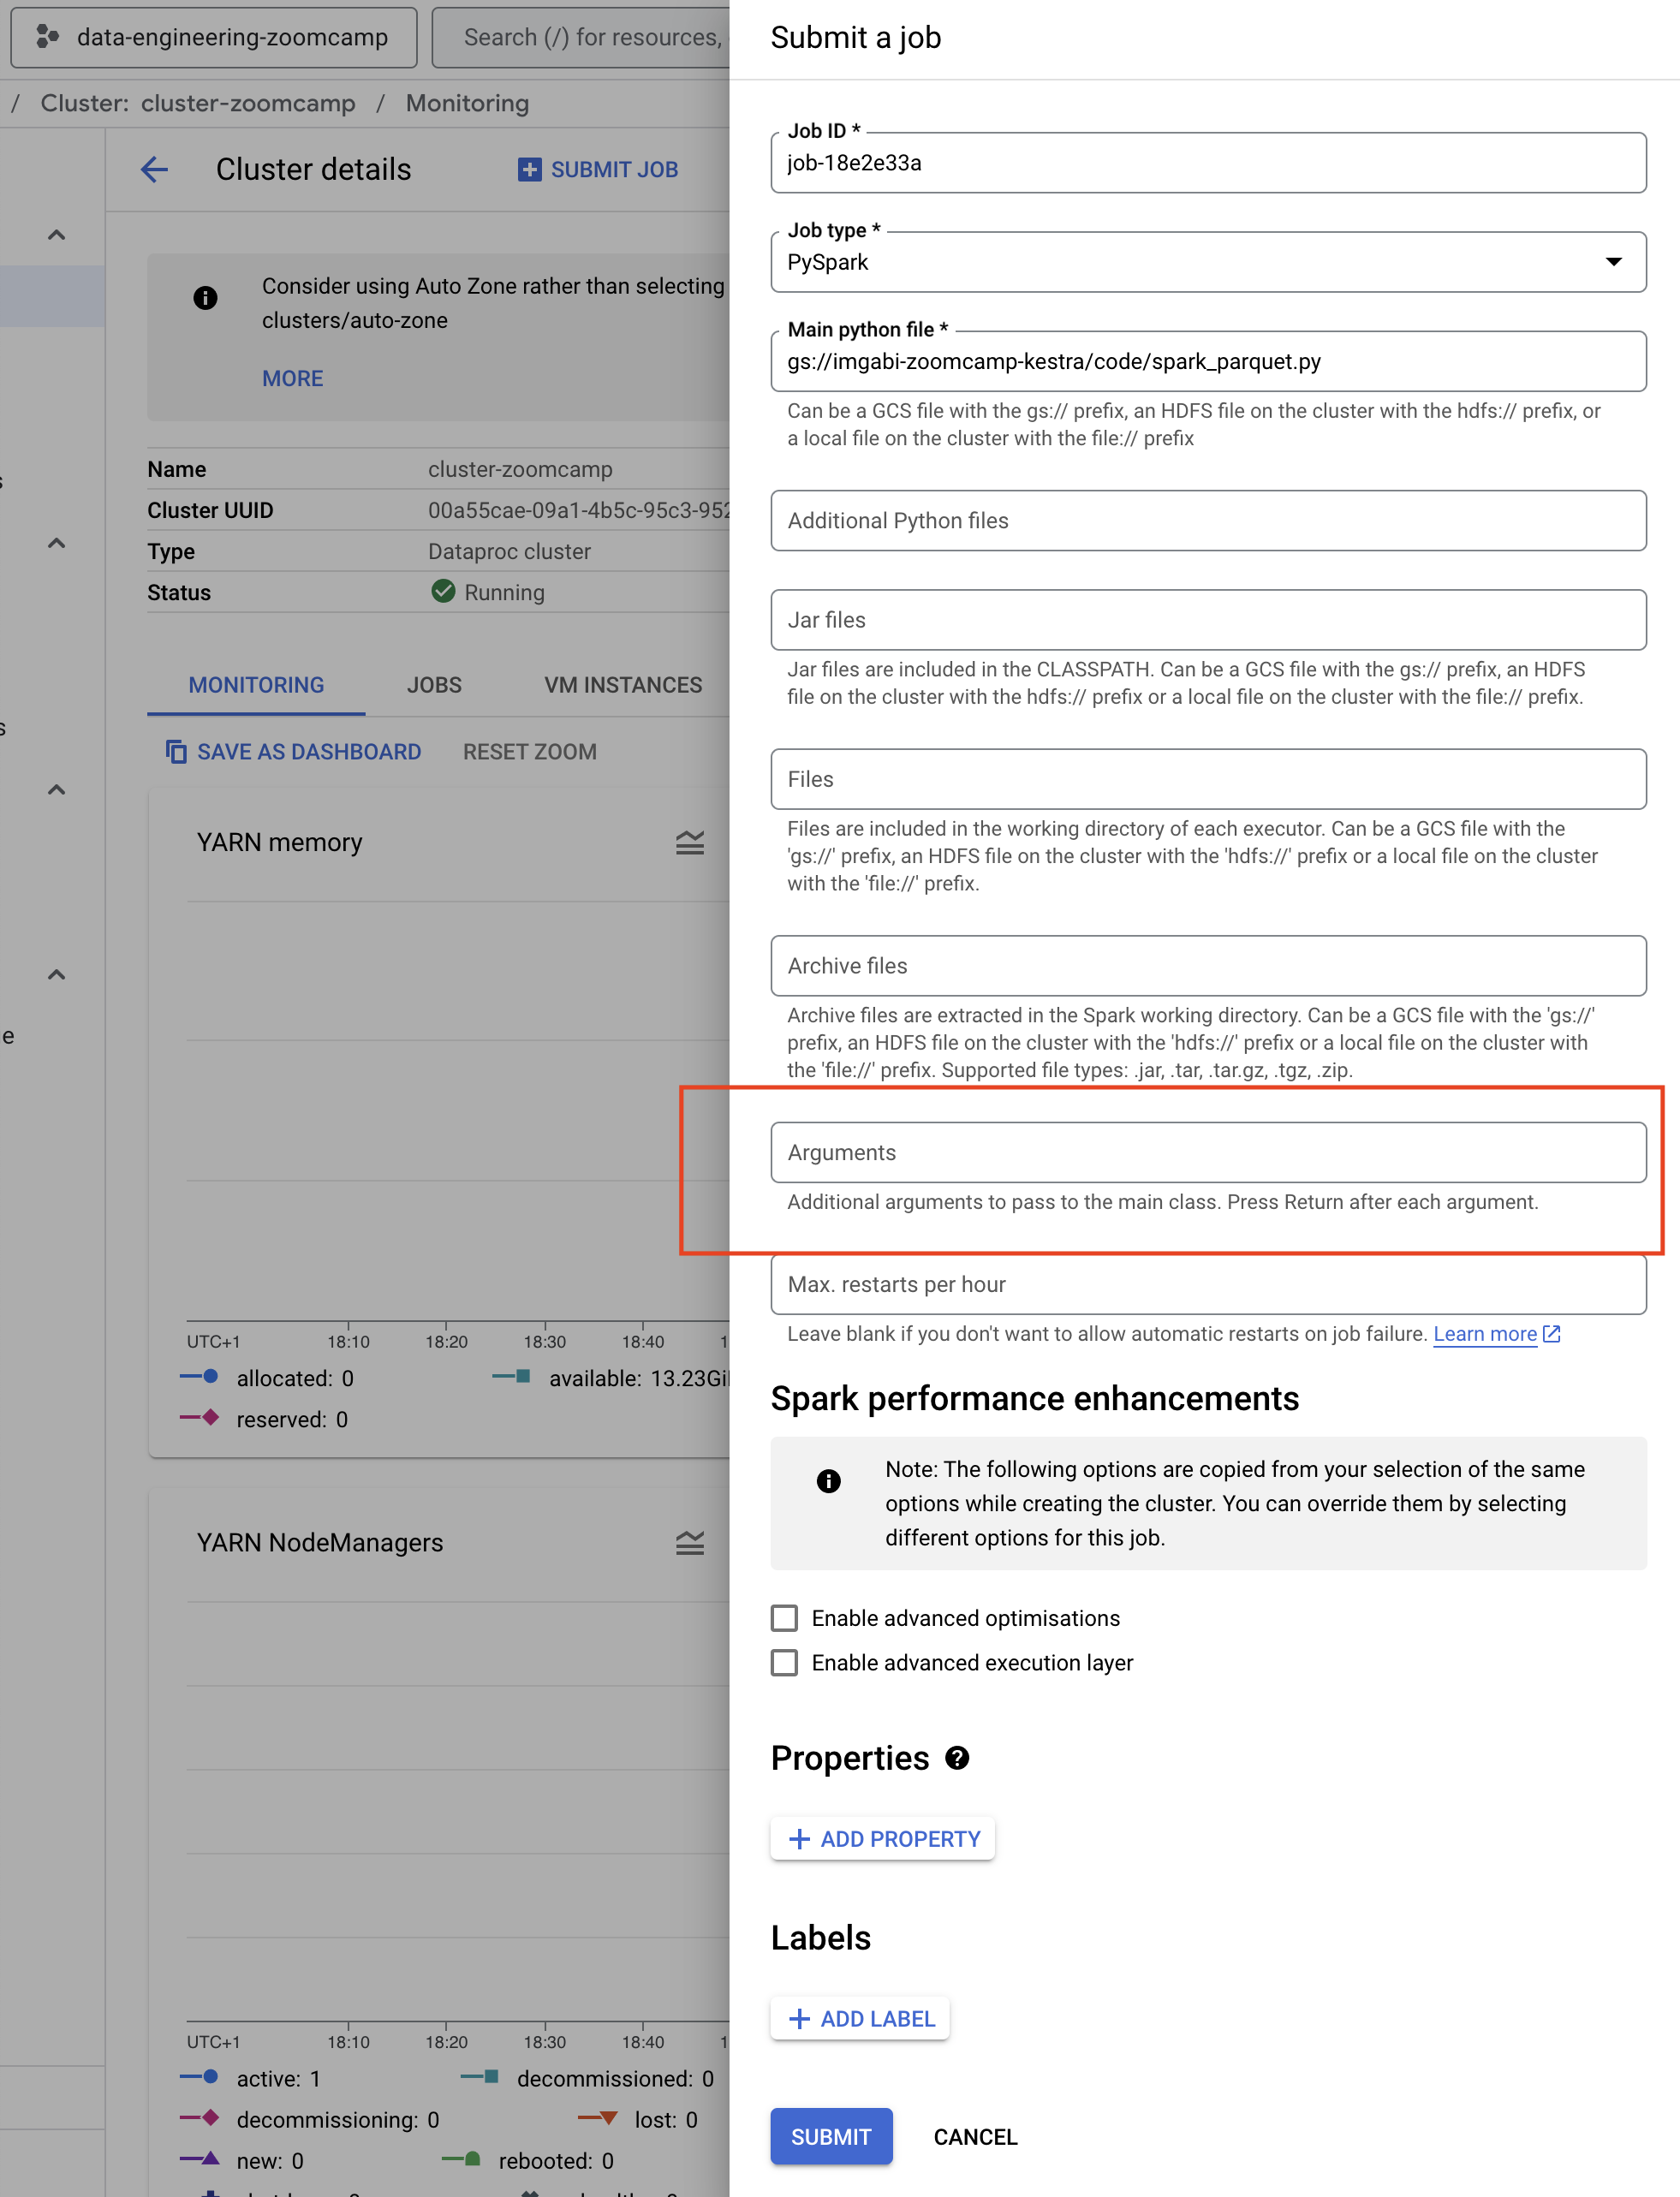 data-engineering-zoomcamp
Search (/) for resources,
/ Cluster: cluster-zoomcamp / Monitoring
Cluster details
SUBMIT JOB
Consider using Auto Zone rather than selecting
clusters/auto-zone
MORE
Name cluster-zoomcamp
Cluster UUID 00a55cae-09a1-4b5c-95c3-952
Type Dataproc cluster
Status Running
MONITORING JOBS VM INSTANCES
SAVE AS DASHBOARD RESET ZOOM
YARN memory
UTC+1 18:10 18:20 18:30 18:40 1
allocated: 0 available: 13.23Gi
reserved: 0
YARN NodeManagers
UTC+1 18:10 18:20 18:30 18:40 1
active: 1 decommissioned: 0
decommissioning: 0 lost: 0
new: 0 rebooted: 0
s
s
e
Submit a job
Job ID *
job-18e2e33a
Job type *
PySpark
Main python file *
gs://imgabi-zoomcamp-kestra/code/spark_parquet.py
Can be a GCS file with the gs:// prefix, an HDFS file on the cluster with the hdfs:// prefix, or
a local file on the cluster with the file:// prefix
Additional Python files
Jar files
Jar files are included in the CLASSPATH. Can be a GCS file with the gs:// prefix, an HDFS
file on the cluster with the hdfs:// prefix or a local file on the cluster with the file:// prefix.
Files
Files are included in the working directory of each executor. Can be a GCS file with the
'gs://' prefix, an HDFS file on the cluster with the 'hdfs://' prefix or a local file on the cluster
with the 'file://' prefix.
Archive files
Archive files are extracted in the Spark working directory. Can be a GCS file with the 'gs://'
prefix, an HDFS file on the cluster with the 'hdfs://' prefix or a local file on the cluster with
the 'file://' prefix. Supported file types: .jar, .tar, .tar.gz, .tgz, .zip.
Arguments
Additional arguments to pass to the main class. Press Return after each argument.
Max. restarts per hour
Leave blank if you don't want to allow automatic restarts on job failure. Learn more
Spark performance enhancements
Note: The following options are copied from your selection of the same
options while creating the cluster. You can override them by selecting
different options for this job.
Enable advanced optimisations
Enable advanced execution layer
Properties
ADD PROPERTY
Labels
ADD LABEL
SUBMIT CANCEL